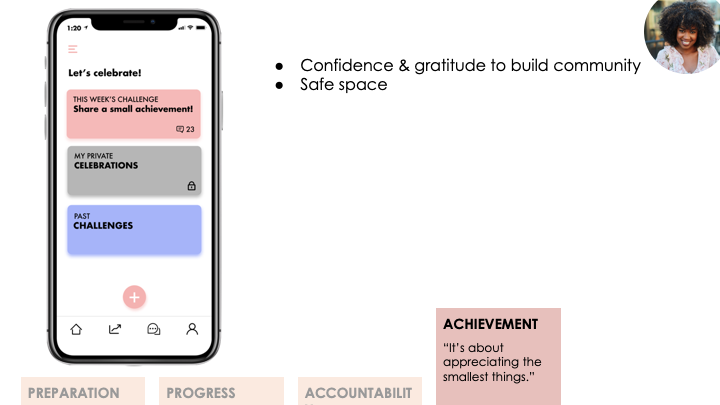 1:20
Let's celebrate!
THIS WEEK'S CHALLENGE
Share a small achievement!
23
MY PRIVATE
CELEBRATIONS
PAST
CHALLENGES
● Confidence & gratitude to build community
● Safe space
ACHIEVEMENT
“It’s about
appreciating the
smallest things.”
PREPARATION
PROGRESS
ACCOUNTABILIT